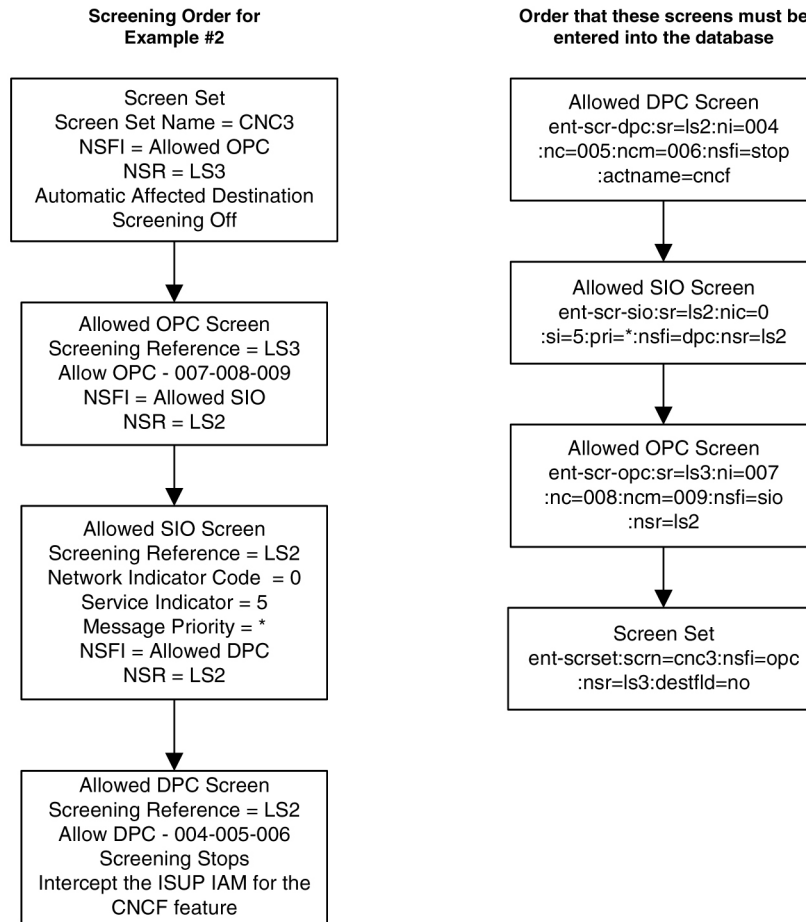 Screening Order for
Example #2
Screen Set
Screen Set Name = CNC3
NSFI = Allowed OPC
NSR = LS3
Automatic Affected Destination
Screening Off
Allowed OPC Screen
Screening Reference = LS3
Allow OPC - 007-008-009
NSFI = Allowed SIO
NSR = LS2
Allowed SIO Screen
Screening Reference = LS2
Network Indicator Code = 0
Service Indicator = 5
Message Priority = *
NSFI = Allowed DPC
NSR = LS2
Allowed DPC Screen
Screening Reference = LS2
Allow DPC - 004-005-006
Screening Stops
Intercept the ISUP IAM for the
CNCF feature
Order that these screens must be
entered into the database
Allowed DPC Screen
ent-scr-dpc:sr=ls2:ni=004
:nc=005:ncm=006:nsfi=stop
:actname=cncf
Allowed SIO Screen
ent-scr-sio:sr=ls2:nic=0
:si=5:pri=*:nsfi=dpc:nsr=ls2
Allowed OPC Screen
ent-scr-opc:sr=ls3:ni=007
:nc=008:ncm=009:nsfi=sio
:nsr=ls2
Screen Set
ent-scrset:scrn=cnc3:nsfi=opc
:nsr=ls3:destfld=no